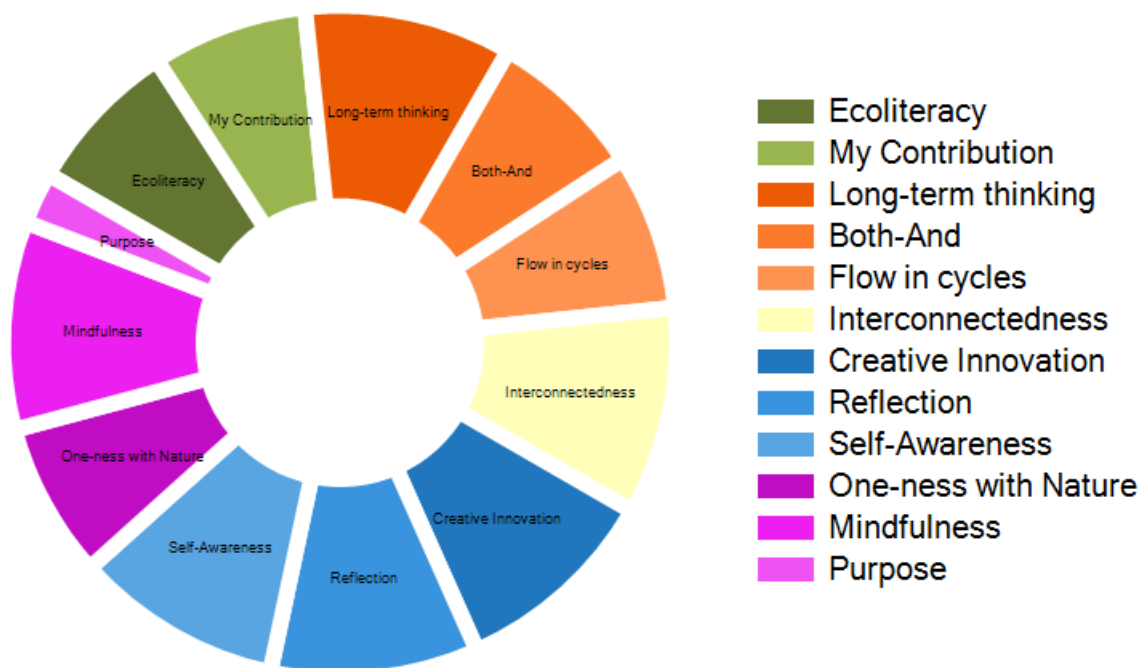 My Contribution
Long-term thinking
Both-And
Ecoliteracy
Purpose
Flow in cycles
Mindfulness
Interconnectedness
One-ness with Nature
Creative Innovation
Self-Awareness
Reflection
Ecoliteracy
My Contribution
Long-term thinking
Both-And
Flow in cycles
Interconnectedness
Creative Innovation
Reflection
Self-Awareness
One-ness with Nature
Mindfulness
Purpose